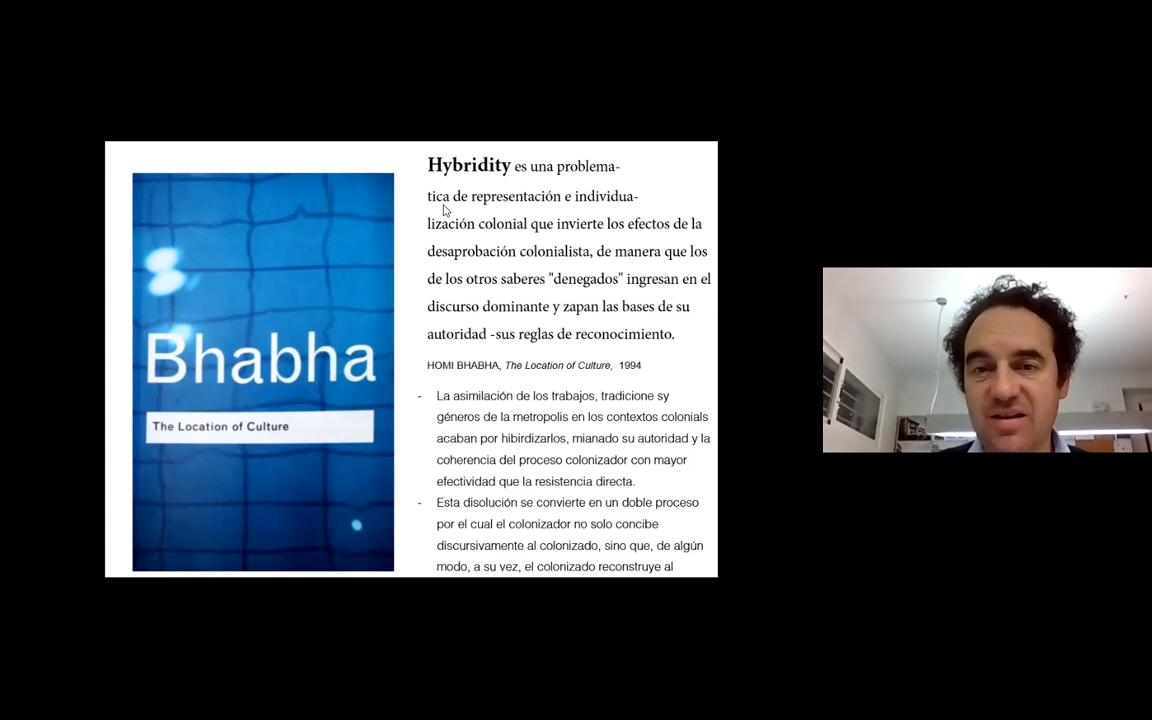 Bhabha
The Location of Culture
Hybridity es una problema-
tica de representación e individua-
lización colonial que invierte los efectos de la
desaprobación colonialista, de manera que los
de los otros saberes "denegados" ingresan en el
discurso dominante y zapan las bases de su
autoridad -sus reglas de reconocimiento.
HOMI BHABHA, The Location of Culture, 1994
- La asimilación de los trabajos, tradicione sy
géneros de la metropolis en los contextos colonials
acaban por hibirdizarlos, mianado su autoridad y la
coherencia del proceso colonizador con mayor
efectividad que la resistencia directa.
- Esta disolución se convierte en un doble proceso
por el cual el colonizador no solo concibe
discursivamente al colonizado, sino que, de algún
modo, a su vez, el colonizado reconstruye al